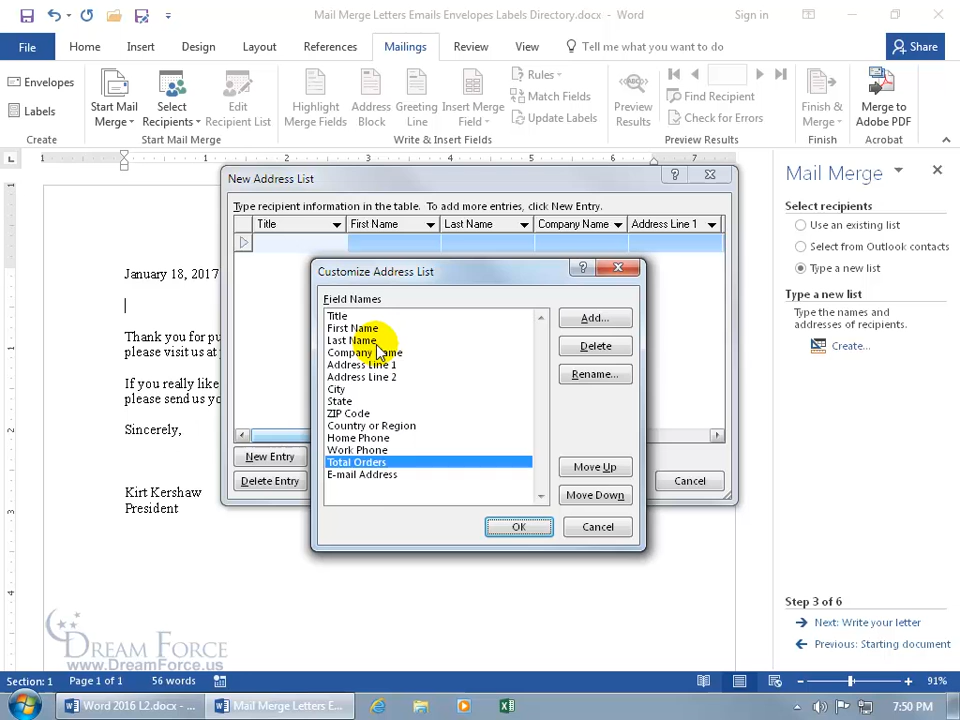 Mail Merge Letters Emails Envelopes Labels Directory.docx - Word
Sign in
File
Home
Insert
Design
Layout
References
Mailings
Review
View
Tell me what you want to do
Share
Envelopes
Labels
Create
Start Mail
Merge
Select
Recipients
Edit
Recipient List
Start Mail Merge
Highlight
Merge Fields
Address
Block
Greeting
Line
Insert Merge
Field
Rules
Match Fields
Update Labels
Write & Insert Fields
Preview
Results
Find Recipient
Check for Errors
Preview Results
Finish &
Merge
Finish
Merge to
Adobe PDF
Acrobat
L
1 1 2 3 4 5 6 7
1
2
3
4
January 18, 2017
Thank you for pu
please visit us at
If you really like
please send us yo
Sincerely,
Kirt Kershaw
President
New Address List
?
Type recipient information in the table. To add more entries, click New Entry.
Title
First Name
Last Name
Company Name
Address Line 1
New Entry
Delete Entry
Cancel
Customize Address List
?
Field Names
Title
First Name
Last Name
Company Name
Address Line 1
Address Line 2
City
State
ZIP Code
Country or Region
Home Phone
Work Phone
Total Orders
E-mail Address
Add...
Delete
Rename...
Move Up
Move Down
OK
Cancel
Mail Merge
Select recipients
Use an existing list
Select from Outlook contacts
Type a new list
Type a new list
Type the names and
addresses of recipients.
Create...
Step 3 of 6
Next: Write your letter
Previous: Starting document
DREAM FORCE
www.DreamForce.us
Section: 1
Page 1 of 1
56 words
91%
Word 2016 L2.docx - ...
Mail Merge Letters E...
7:50 PM